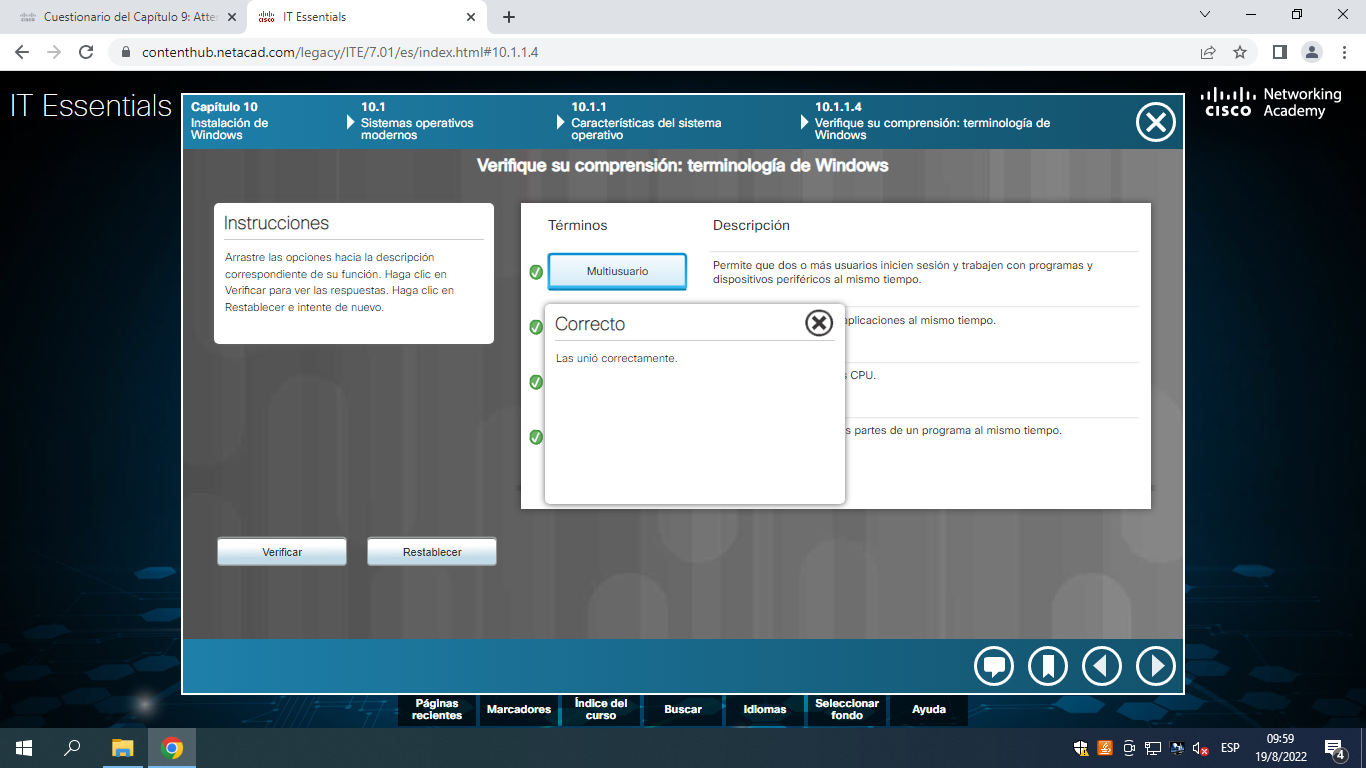 Cuestionario del Capítulo 9: Atte
IT Essentials
contenthub.netacad.com/legacy/ITE/7.01/es/index.html#10.1.1.4
IT Essentials
Capítulo 10
Instalación de
Windows
10.1
Sistemas operativos
modernos
10.1.1
Características del sistema
operativo
10.1.1.4
Verifique su comprensión: terminología de
Windows
CISCO
Networking
Academy
Verifique su comprensión: terminología de Windows
Instrucciones
Arrastre las opciones hacia la descripción
correspondiente de su función. Haga clic en
Verificar para ver las respuestas. Haga clic en
Restablecer e intente de nuevo.
Términos
Descripción
Multiusuario
Permite que dos o más usuarios inicien sesión y trabajen con programas y
dispositivos periféricos al mismo tiempo.
aplicaciones al mismo tiempo.
s CPU.
s partes de un programa al mismo tiempo.
Correcto
Las unió correctamente.
Verificar
Restablecer
Páginas
recientes
Marcadores
Índice del
curso
Buscar
Idiomas
Seleccionar
fondo
Ayuda
ESP
09:59
19/8/2022
4